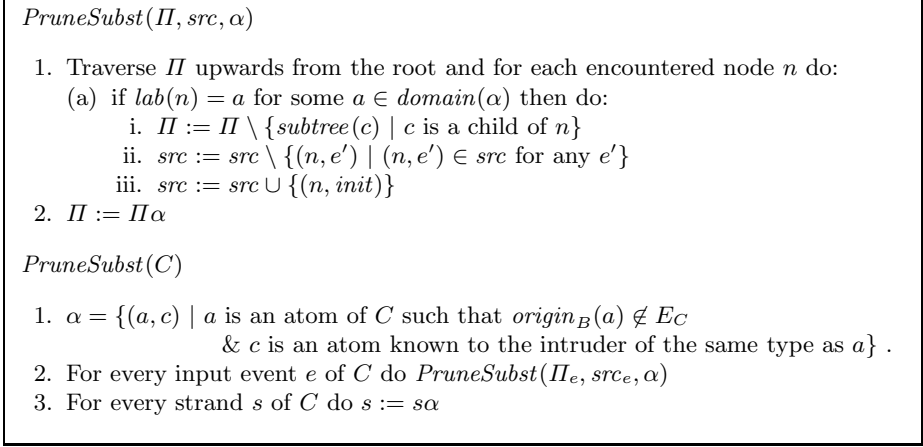 PruneSubst(Π, src, α)
1. Traverse Π upwards from the root and for each encountered node n do:
(a) if lab(n) = a for some a ∈ domain(α) then do:
i. Π := Π \ {subtree(c) | c is a child of n}
ii. src := src \ {(n, e′) | (n, e′) ∈ src for any e′}
iii. src := src ∪ {(n, init)}
2. Π := Πα
PruneSubst(C)
1. α = {(a, c) | a is an atom of C such that origin_B(a) ∉ E_C
& c is an atom known to the intruder of the same type as a} .
2. For every input event e of C do PruneSubst(Π_e, src_e, α)
3. For every strand s of C do s := sα